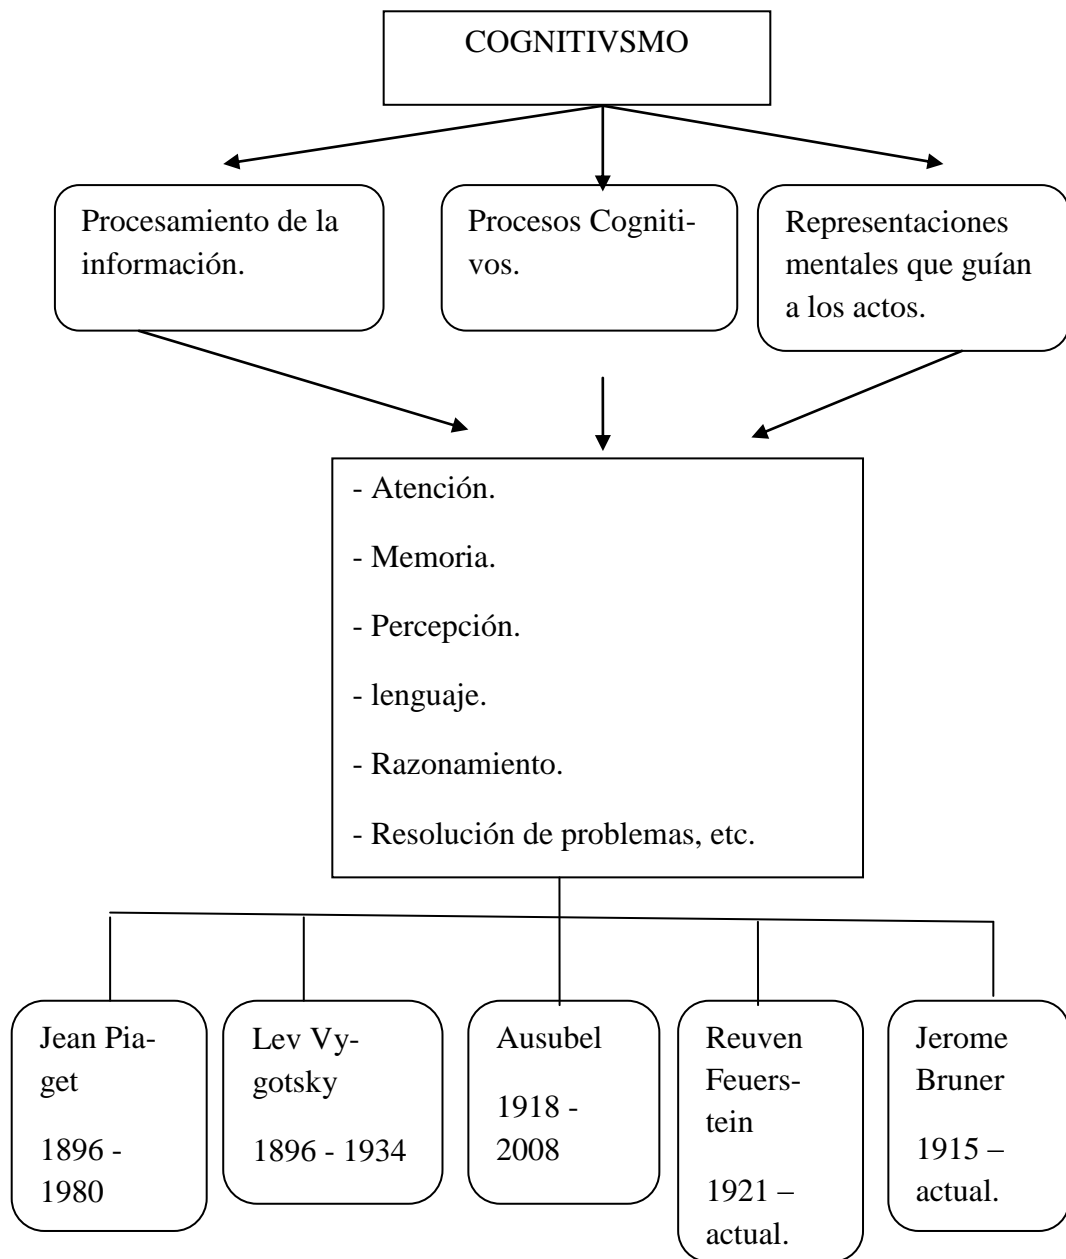 COGNITIVSMO
Procesamiento de la
información.
Procesos Cogniti-
vos.
Representaciones
mentales que guían
a los actos.
- Atención.
- Memoria.
- Percepción.
- lenguaje.
- Razonamiento.
- Resolución de problemas, etc.
Jean Pia-
get
1896 -
1980
Lev Vy-
gotsky
1896 - 1934
Ausubel
1918 -
2008
Reuven
Feuers-
tein
1921 –
actual.
Jerome
Bruner
1915 –
actual.